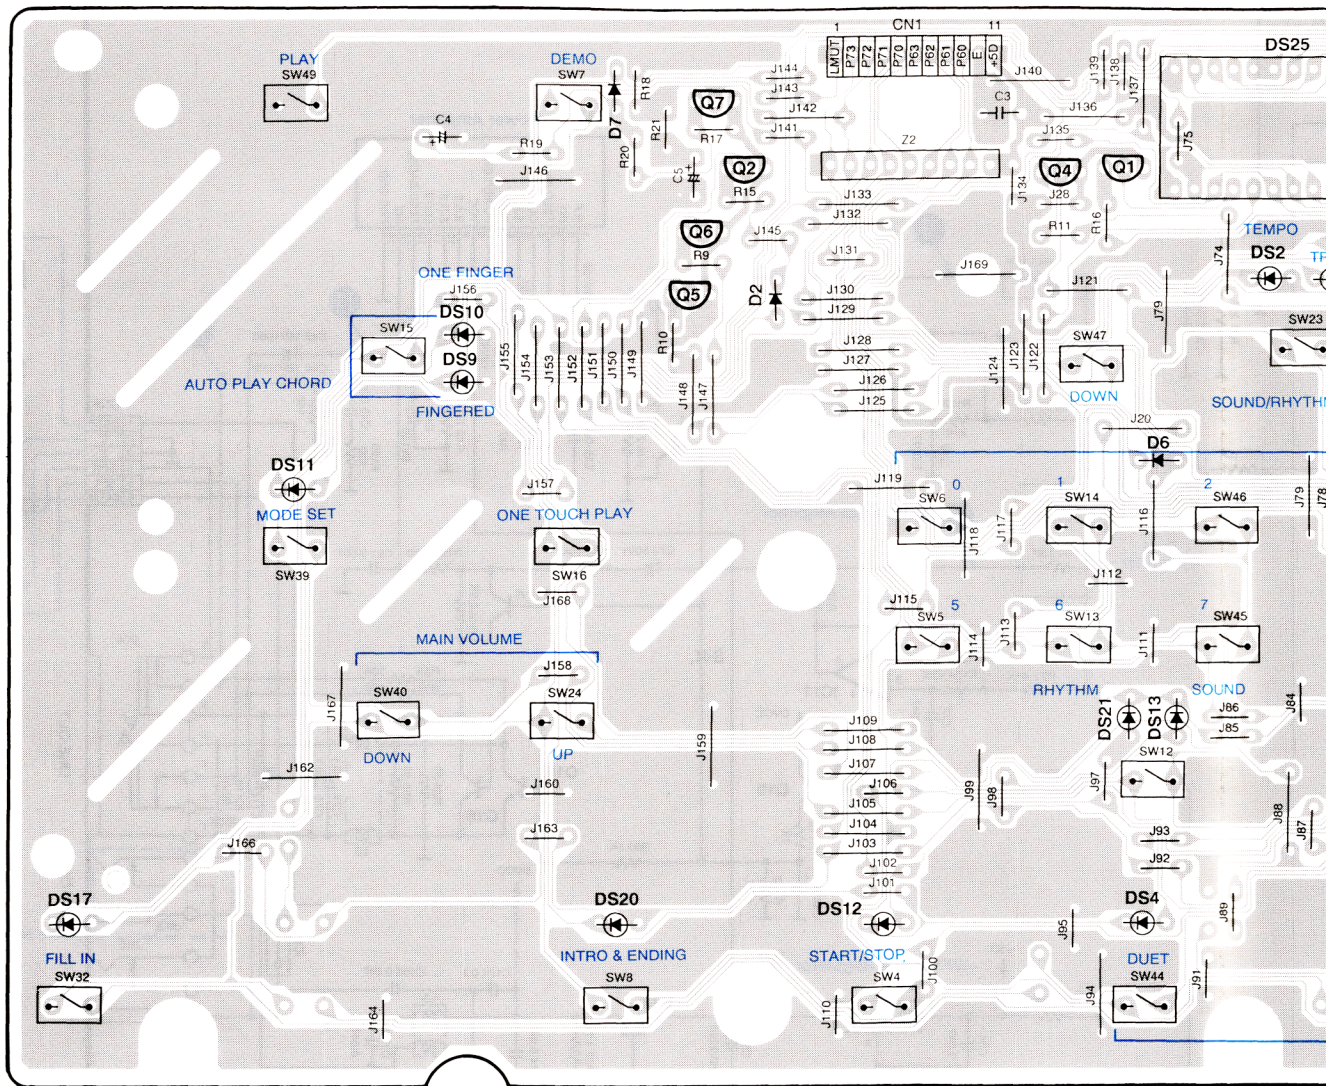 1 CN1 11
LMUT P73 P72 P71 P70 P63 P62 P61 P60 E +5D
DS25
PLAY
SW49
DEMO
SW7
D7
R18
J144
J143
J142
J141
J140
J139
J138
J137
C3
J136
J135
J75
Q7
R17
R21
R20
C4
R19
J146
C5
Q2
R15
Z2
J134
Q4
J28
Q1
R16
R11
J133
J132
J131
J145
Q6
R9
Q5
D2
J130
J129
J169
J121
J74
J79
TEMPO
DS2
SW23
ONE FINGER
J156
DS10
SW15
DS9
AUTO PLAY CHORD
FINGERED
J155
J154
J153
J152
J151
J150
J149
R10
J148
J147
J128
J127
J126
J125
J124
J123
J122
SW47
DOWN
SOUND/RHYTHM
J20
D6
DS11
MODE SET
SW39
J157
ONE TOUCH PLAY
SW16
J168
J119
0
SW6
J118
J117
1
SW14
J116
2
SW46
J79
J78
J112
J115
5
SW5
J114
J113
6
SW13
J111
7
SW45
MAIN VOLUME
J167
SW40
DOWN
J158
SW24
UP
J159
RHYTHM
SOUND
DS21
DS13
J86
J85
J84
SW12
J109
J108
J107
J106
J105
J104
J103
J102
J101
J99
J98
J97
J88
J87
J93
J92
J162
J160
J163
J166
DS17
FILL IN
SW32
J164
DS20
INTRO & ENDING
SW8
DS12
START/STOP
SW4
J100
J110
J95
DS4
DUET
SW44
J94
J91
J89